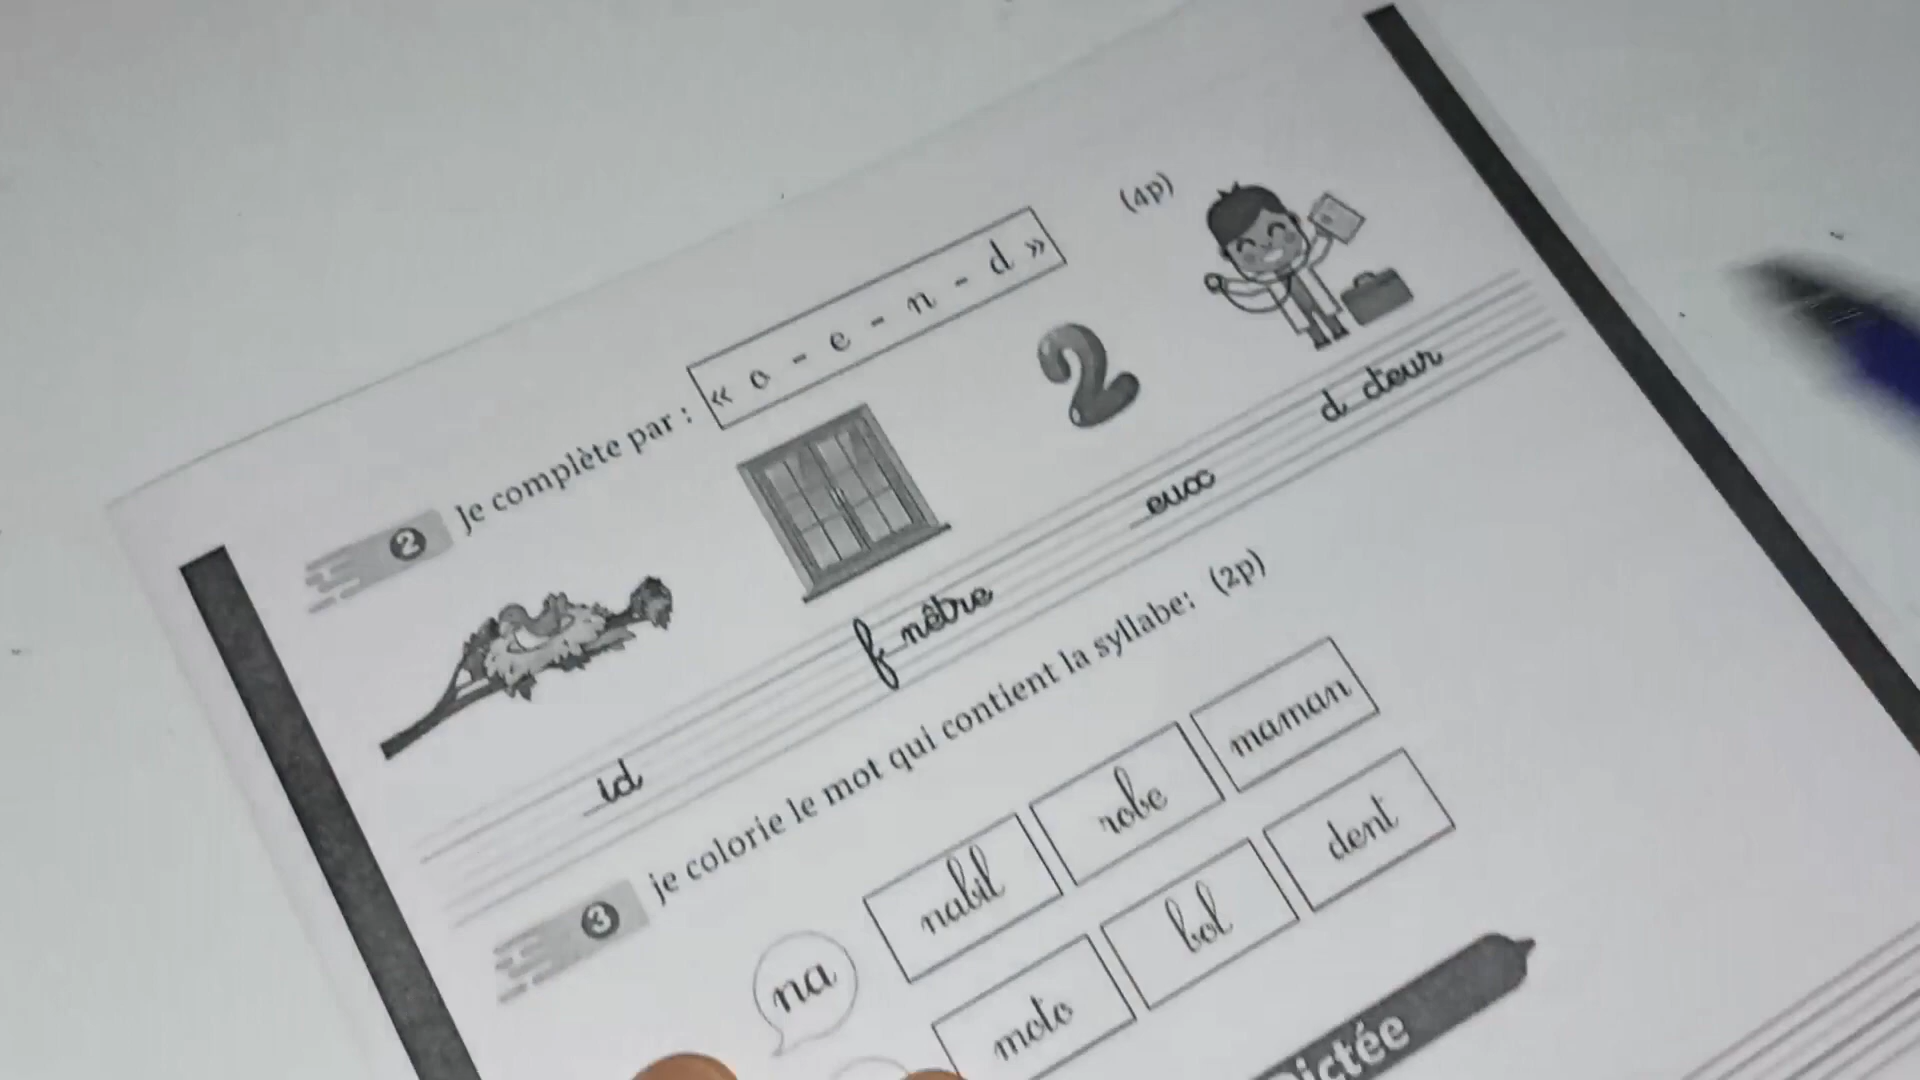 2 Je complète par : « o - e - n - d » (4p)
2
_id f_nêtre _eux d_cteur
3 je colorie le mot qui contient la syllabe: (2p)
na nabil robe maman
moto bol dent